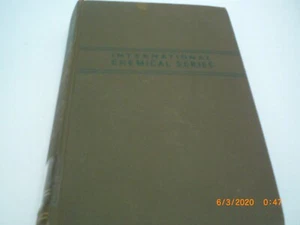 INTERNATIONAL
CHEMICAL SERIES
6/3/2020 0:47